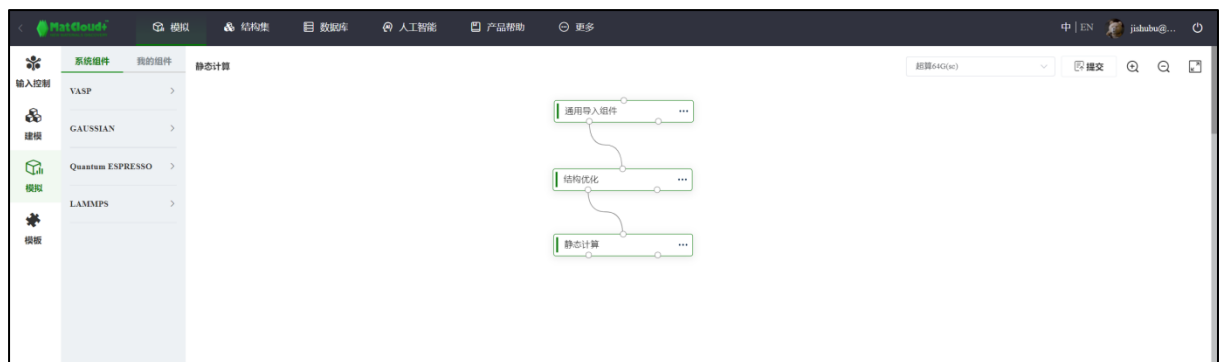 MatCloud+
模拟
结构集
数据库
人工智能
产品帮助
更多
中 | EN
jishubu@...
输入控制
建模
模拟
模板
系统组件
我的组件
VASP
GAUSSIAN
Quantum ESPRESSO
LAMMPS
静态计算
超算64G(sc)
提交
通用导入组件
结构优化
静态计算